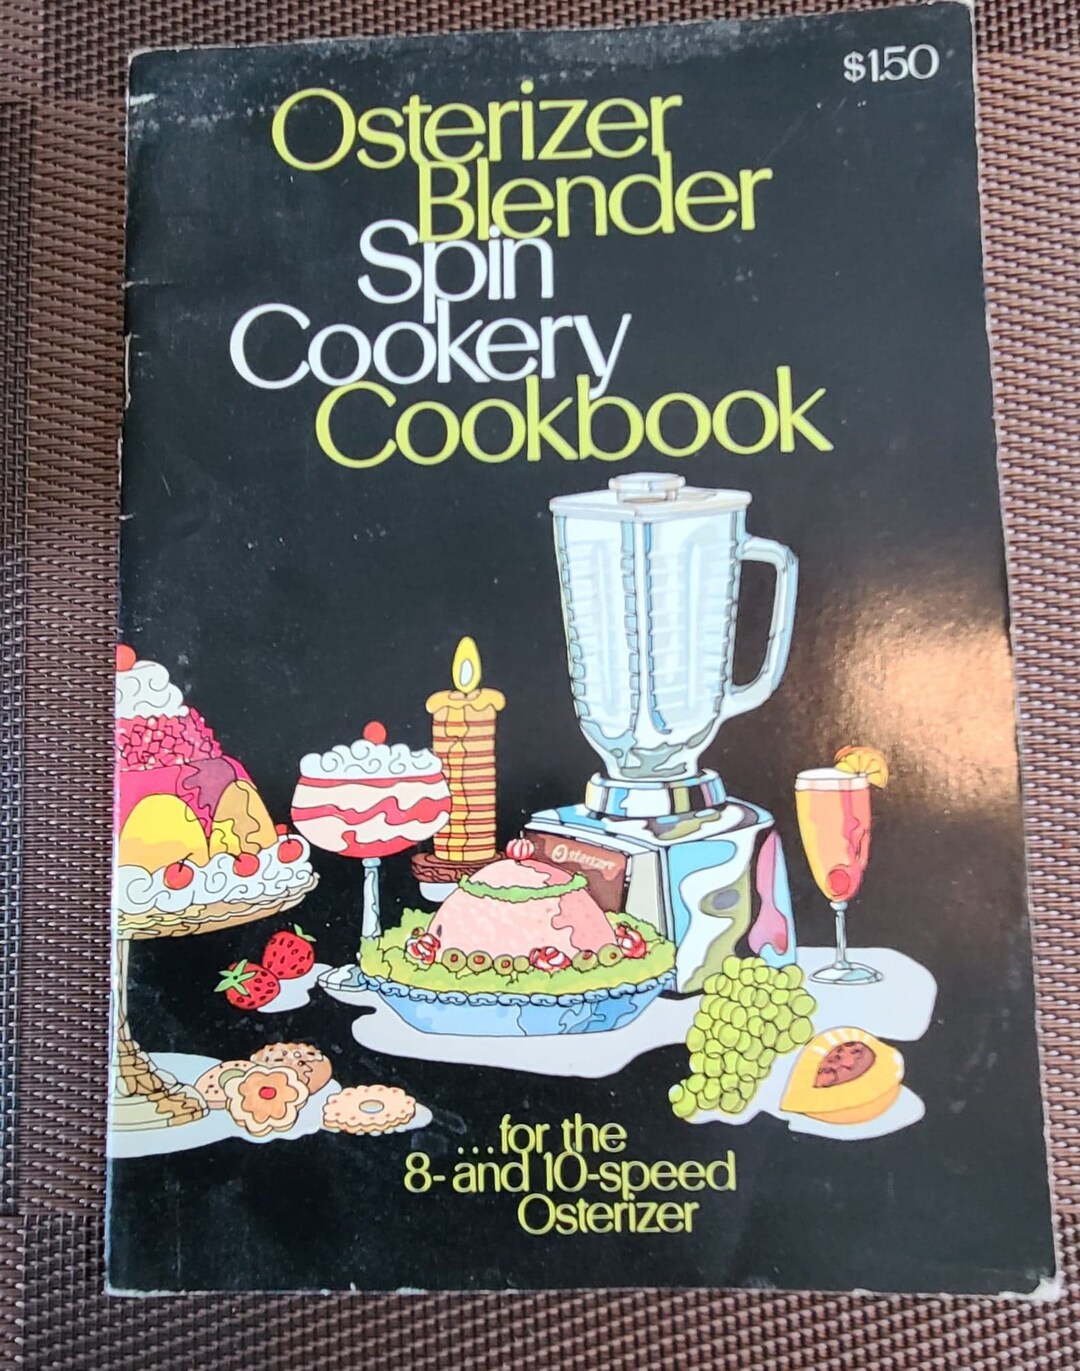 $1.50
Osterizer
Blender
Spin
Cookery
Cookbook
Osterizer
...for the
8- and 10-speed
Osterizer